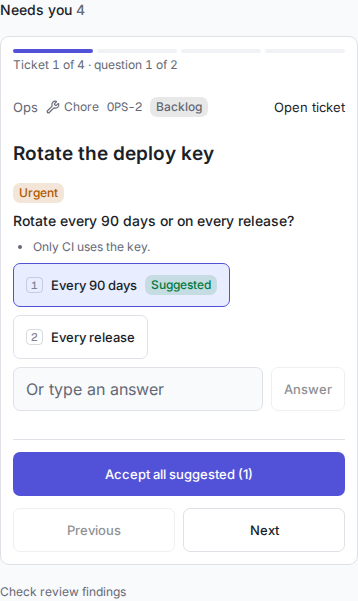 Needs you 4
Ticket 1 of 4 · question 1 of 2
Ops Chore OPS-2 Backlog Open ticket
Rotate the deploy key
Urgent
Rotate every 90 days or on every release?
• Only CI uses the key.
1 Every 90 days Suggested
2 Every release
Or type an answer Answer
Accept all suggested (1)
Previous Next
Check review findings